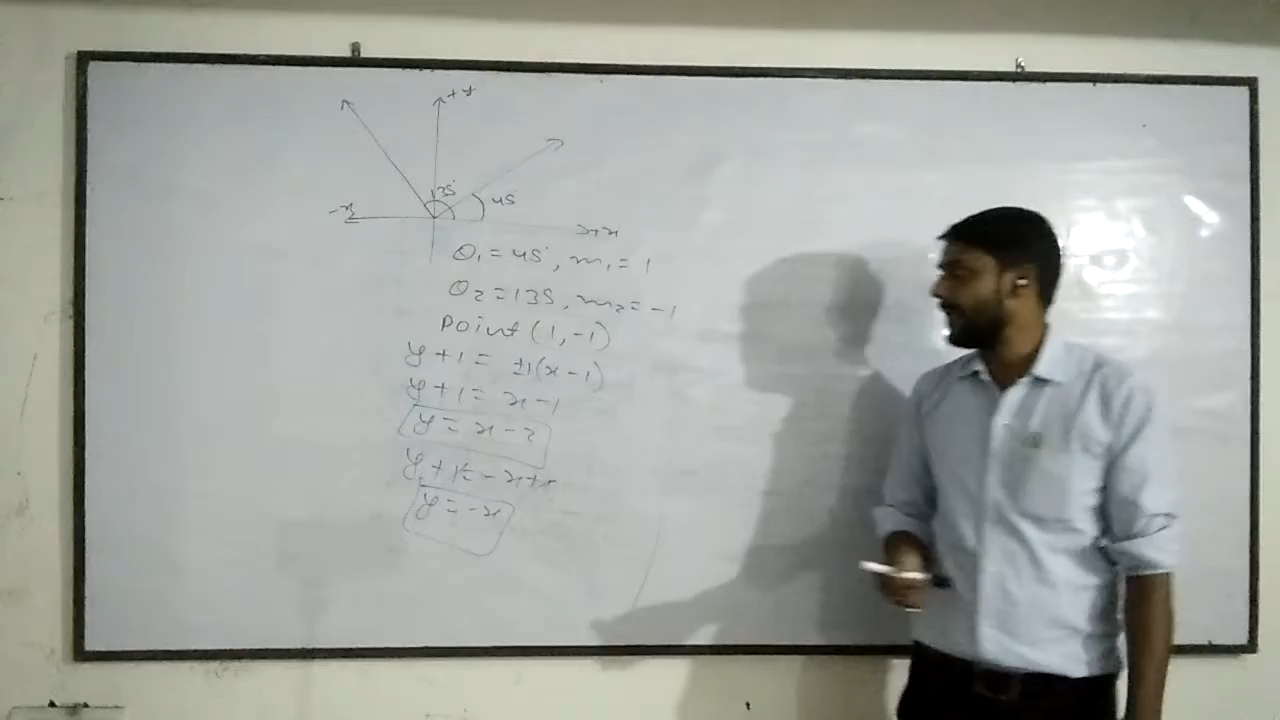 +y
135°
45
-x
+x
θ₁ = 45°, m₁ = 1
θ₂ = 135, m₂ = -1
Point (1, -1)
y + 1 = ±1(x - 1)
y + 1 = x - 1
y = x - 2
y + 1 = - x + 1
y = -x